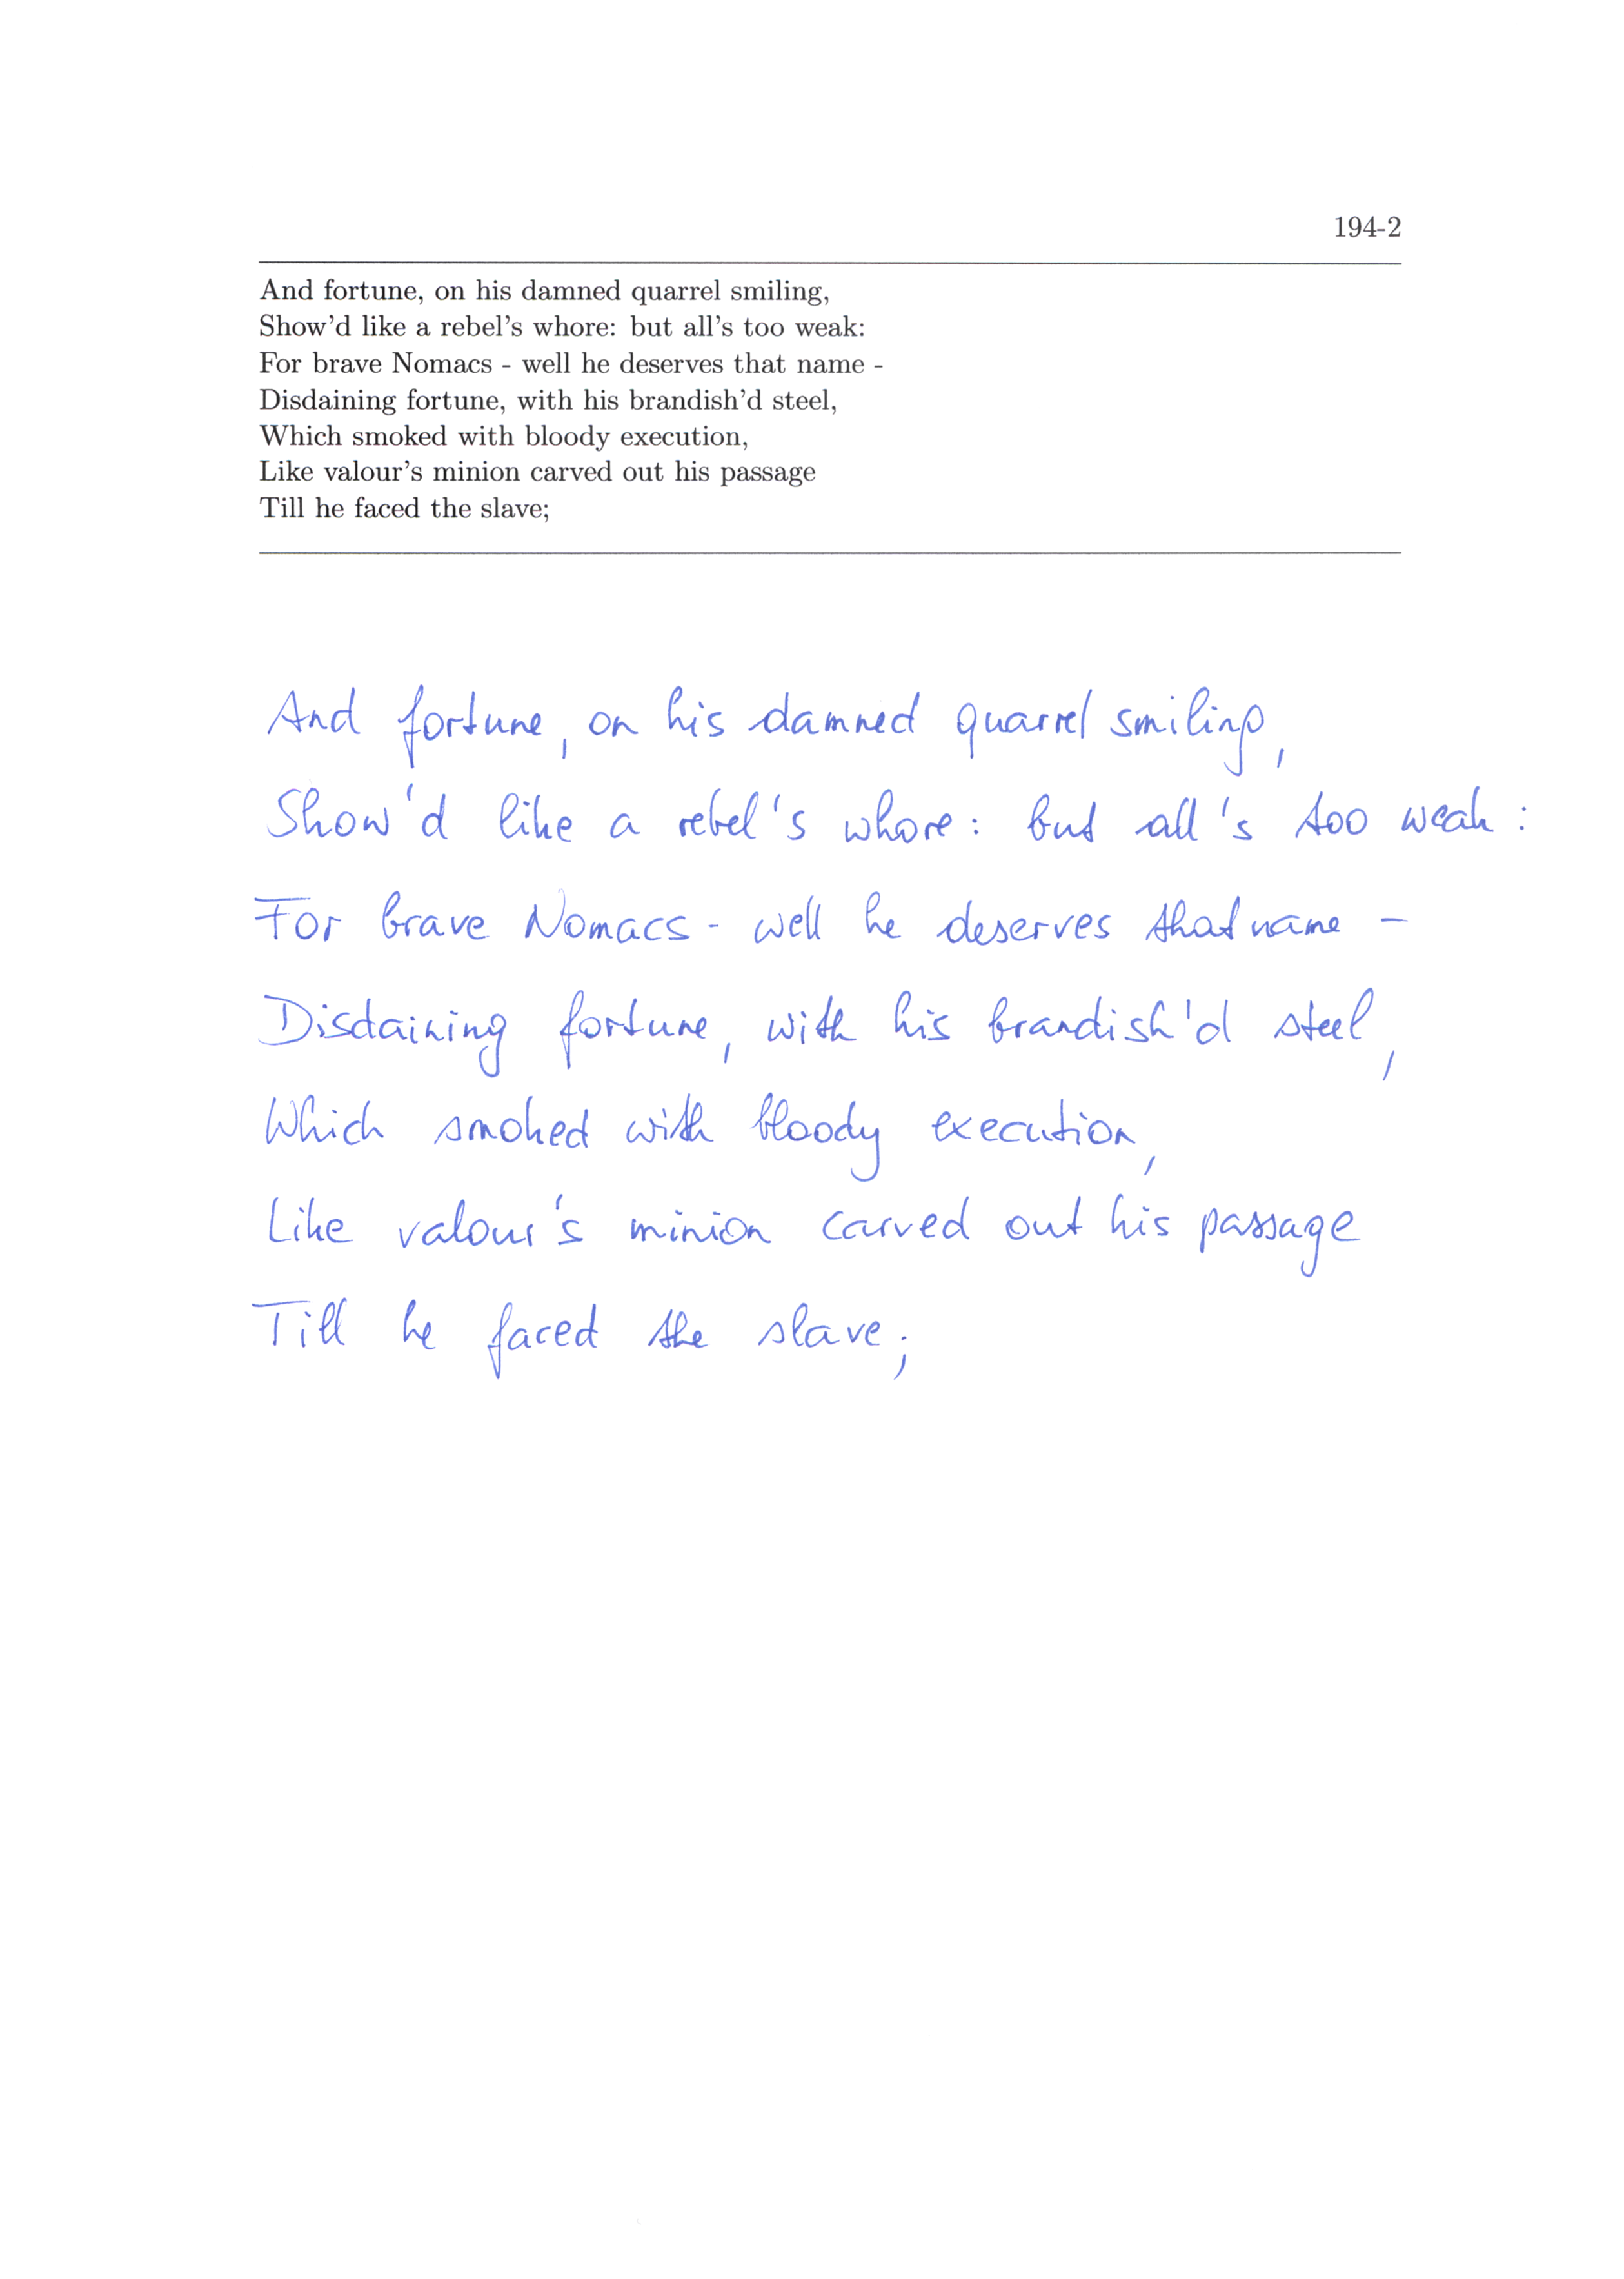 194-2
And fortune, on his damned quarrel smiling,
Show'd like a rebel's whore: but all's too weak:
For brave Nomacs - well he deserves that name -
Disdaining fortune, with his brandish'd steel,
Which smoked with bloody execution,
Like valour's minion carved out his passage
Till he faced the slave;
And fortune, on his damned quarrel smiling,
Show'd like a rebel's whore: but all's too weak:
For brave Nomacs - well he deserves that name -
Disdaining fortune, with his brandish'd steel,
Which smoked with bloody execution,
Like valour's minion carved out his passage
Till he faced the slave;